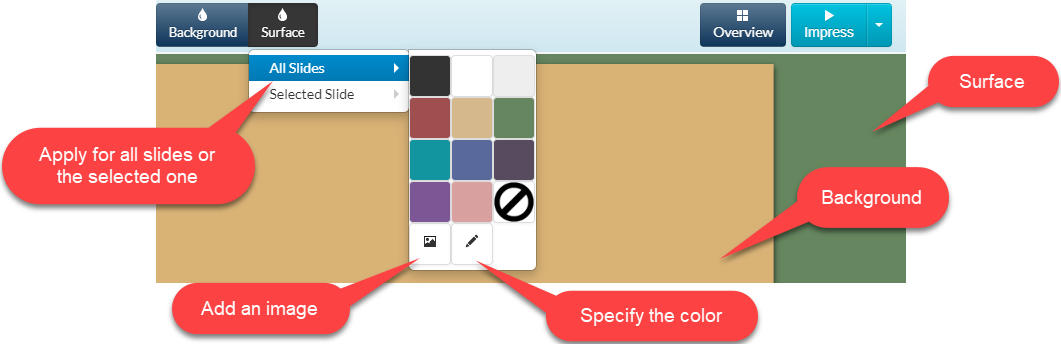 Background
Surface
Overview
Impress
All Slides
Selected Slide
Surface
Apply for all slides or
the selected one
Background
Add an image
Specify the color